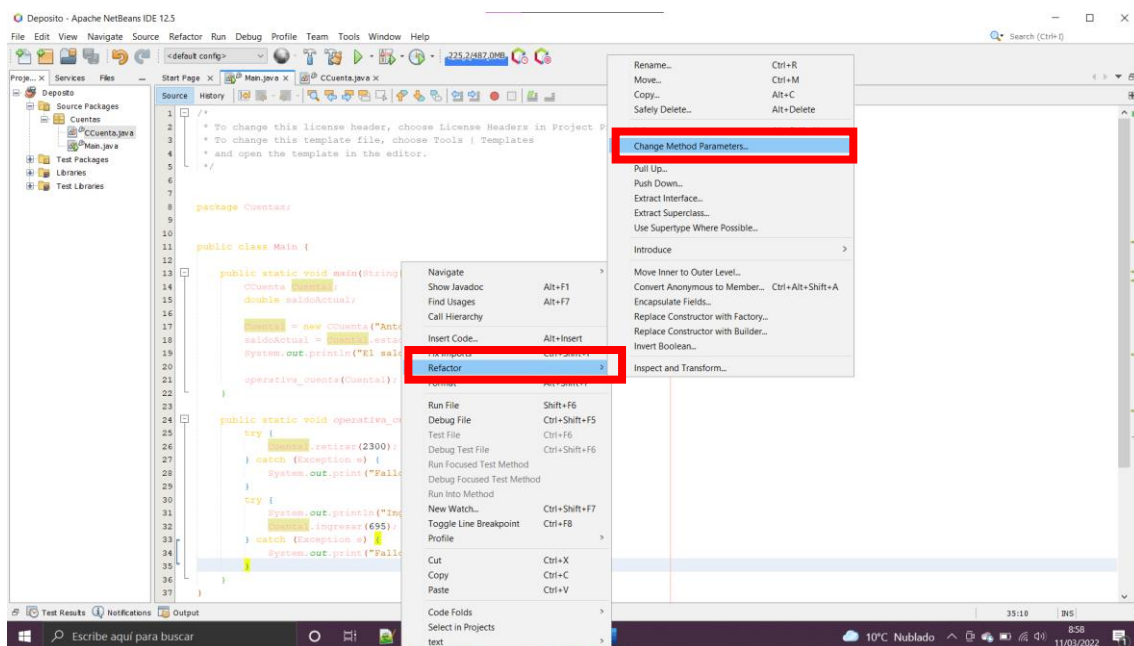 Deposito - Apache NetBeans IDE 12.5
File Edit View Navigate Source Refactor Run Debug Profile Team Tools Window Help
Search (Ctrl+I)
<default config>
225,2/487,0MB
Proje... Services Files
Start Page Main.java CCuenta.java
Source History
Deposito
Source Packages
Cuentas
CCuenta.java
Main.java
Test Packages
Libraries
Test Libraries
1 /*
2 * To change this license header, choose License Headers in Project P
3 * To change this template file, choose Tools | Templates
4 * and open the template in the editor.
5 */
6
7
8 package Cuentas;
9
10
11 public class Main {
12
13 public static void main(String
14 CCuenta Cuenta1;
15 double saldoActual;
16
17 Cuenta1 = new CCuenta("Anto
18 saldoActual = Cuenta1.esta
19 System.out.println("El sald
20
21 operativa_cuenta(Cuenta1);
22 }
23
24 public static void operativa_cu
25 try {
26 Cuenta1.retirar(2300);
27 } catch (Exception e) {
28 System.out.print("Fallo
29 }
30 try {
31 System.out.println("Ing
32 Cuenta1.ingresar(695);
33 } catch (Exception e) {
34 System.out.print("Fallo
35 }
36 }
37 }
Navigate
Show Javadoc Alt+F1
Find Usages Alt+F7
Call Hierarchy
Insert Code... Alt+Insert
Fix Imports Ctrl+Shift+I
Refactor
Format Alt+Shift+F
Run File Shift+F6
Debug File Ctrl+Shift+F5
Test File Ctrl+F6
Debug Test File Ctrl+Shift+F6
Run Focused Test Method
Debug Focused Test Method
Run Into Method
New Watch... Ctrl+Shift+F7
Toggle Line Breakpoint Ctrl+F8
Profile
Cut Ctrl+X
Copy Ctrl+C
Paste Ctrl+V
Code Folds
Select in Projects
text
Rename... Ctrl+R
Move... Ctrl+M
Copy... Alt+C
Safely Delete... Alt+Delete
Change Method Parameters...
Pull Up...
Push Down...
Extract Interface...
Extract Superclass...
Use Supertype Where Possible...
Introduce
Move Inner to Outer Level...
Convert Anonymous to Member... Ctrl+Alt+Shift+A
Encapsulate Fields...
Replace Constructor with Factory...
Replace Constructor with Builder...
Invert Boolean...
Inspect and Transform...
Test Results Notifications Output
35:10 INS
Escribe aquí para buscar
10°C Nublado
8:58
11/03/2022